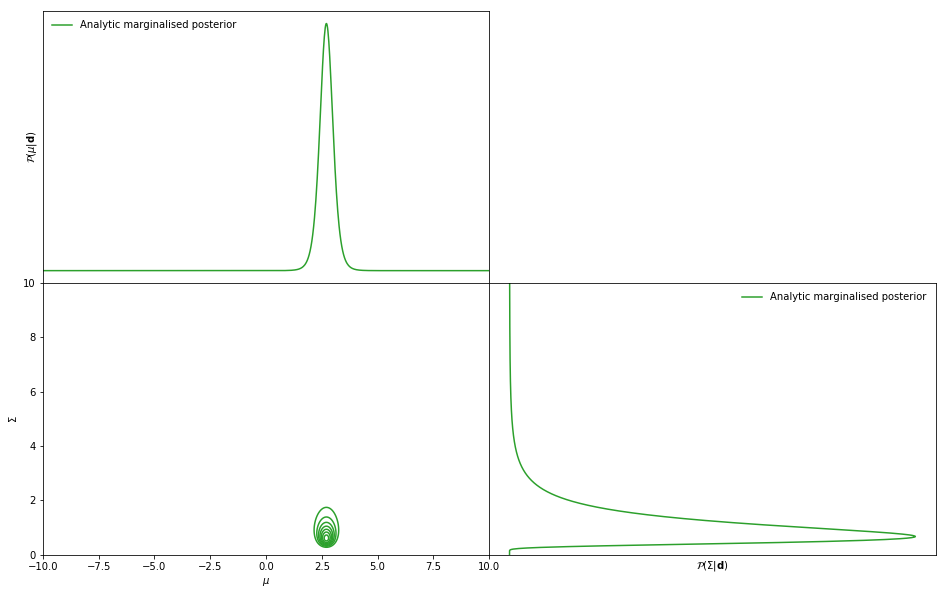 Analytic marginalised posterior
𝒫(μ|𝐝)
10
Analytic marginalised posterior
8
6
Σ
4
2
0
−10.0 −7.5 −5.0 −2.5 0.0 2.5 5.0 7.5 10.0
μ
𝒫(Σ|𝐝)